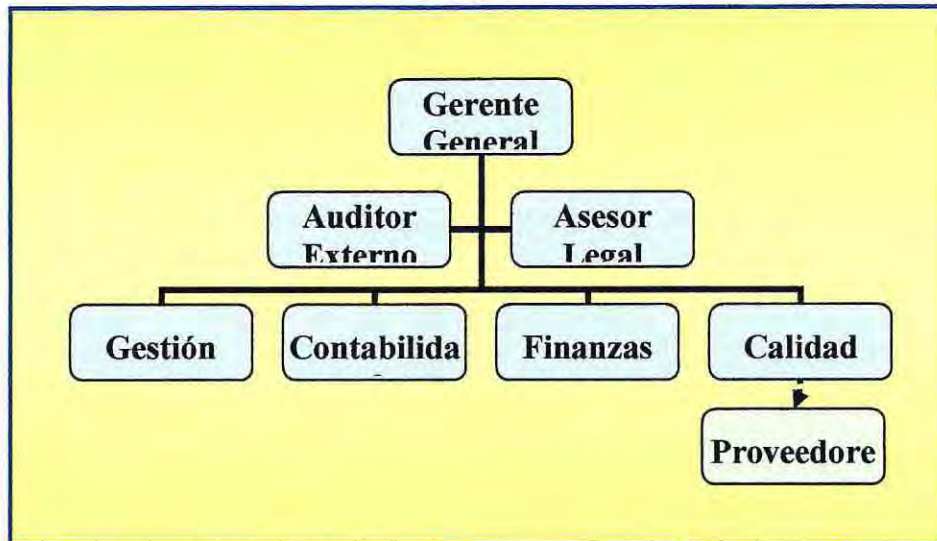 Gerente
General
Auditor
Externo
Asesor
Legal
Gestión
Contabilida
Finanzas
Calidad
Proveedore